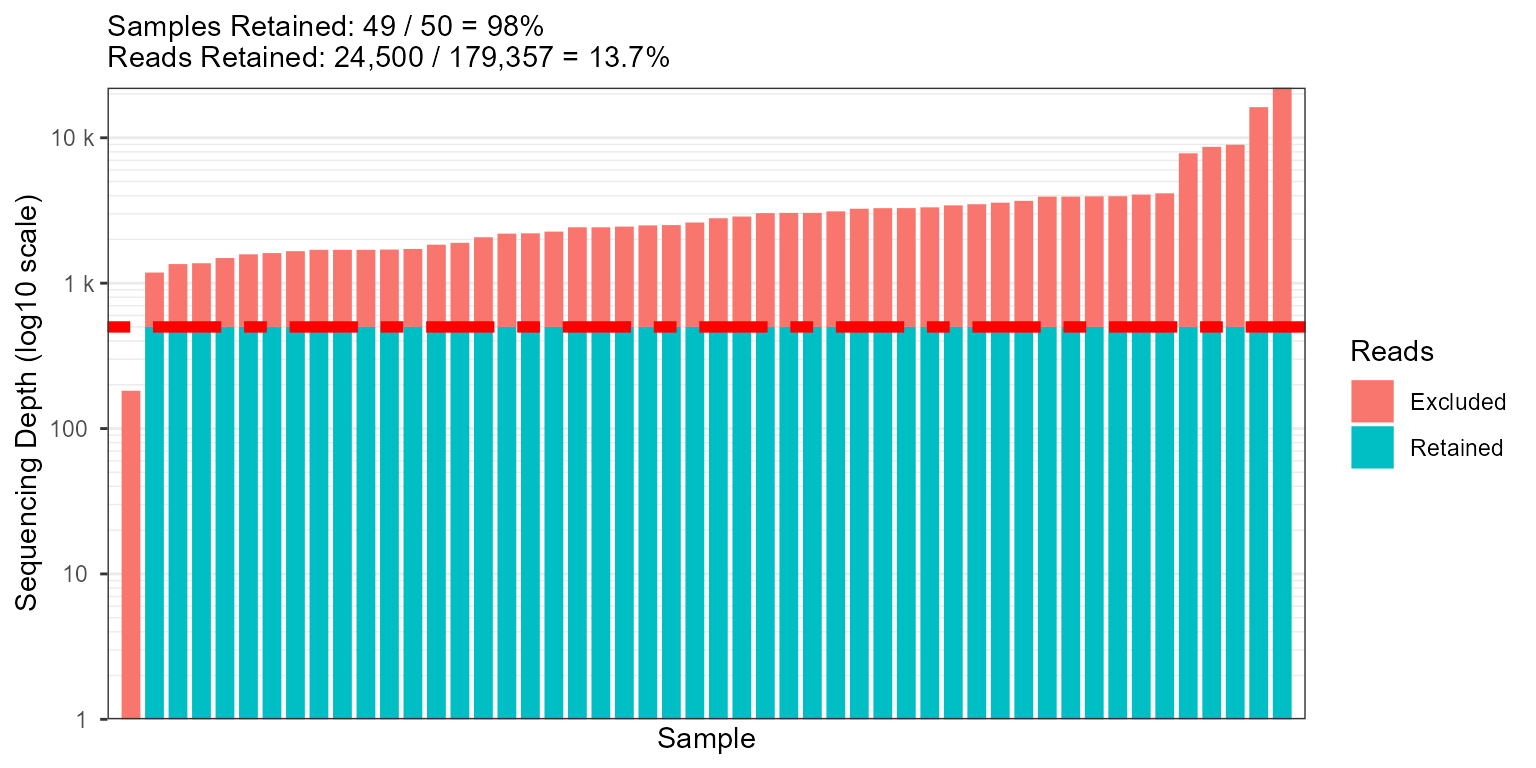 Samples Retained: 49 / 50 = 98%
Reads Retained: 24,500 / 179,357 = 13.7%
Sequencing Depth (log10 scale)
10 k
1 k
100
10
1
Sample
Reads
Excluded
Retained